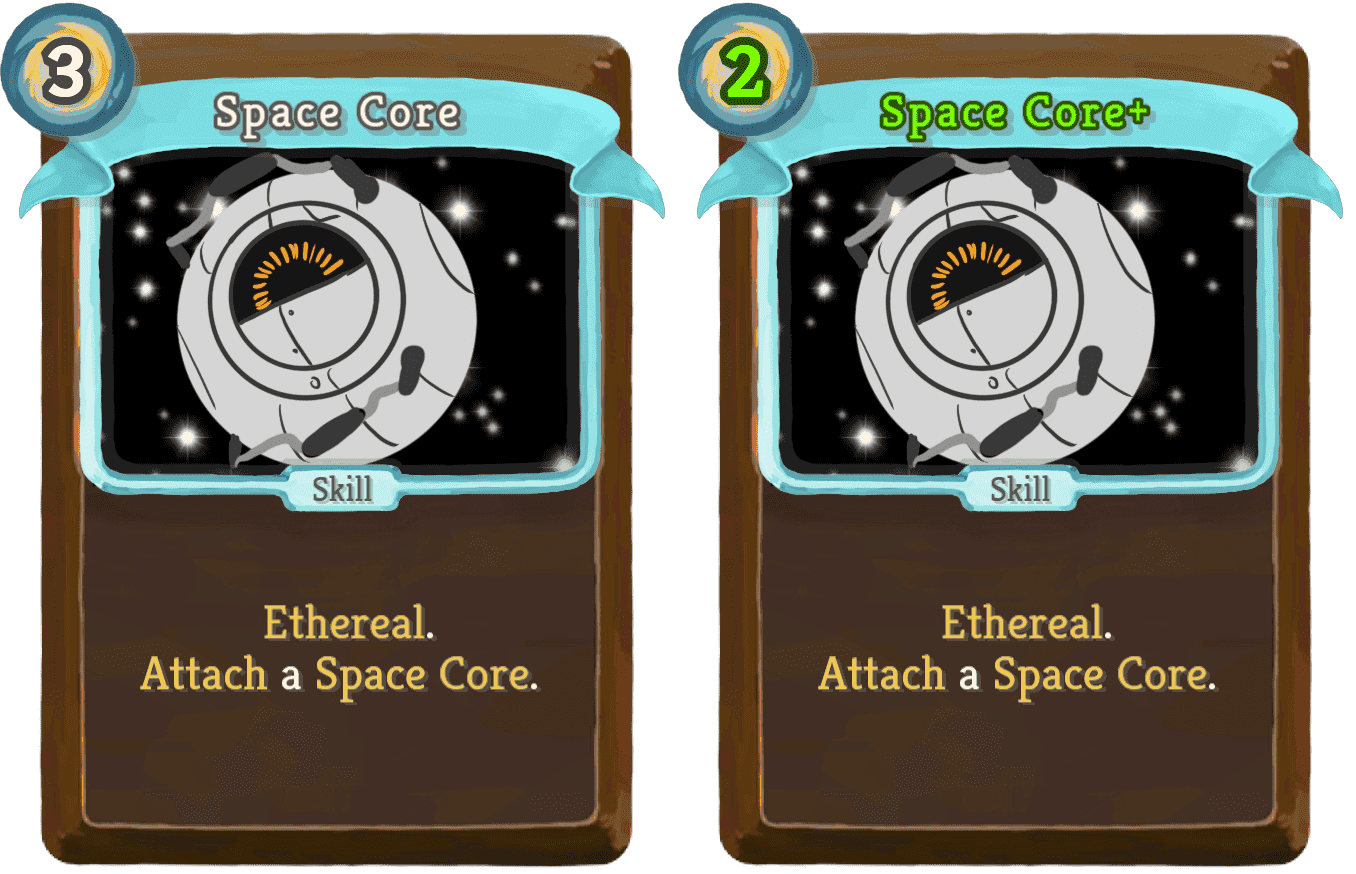 3
Space Core
Skill
Ethereal.
Attach a Space Core.
2
Space Core+
Skill
Ethereal.
Attach a Space Core.